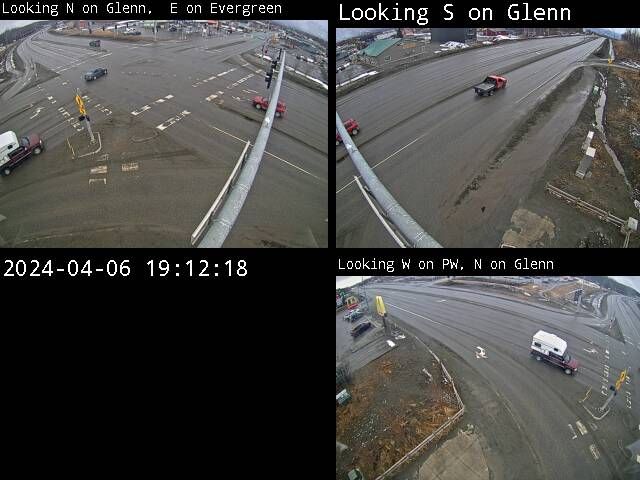 Looking N on Glenn,  E on Evergreen
Looking S on Glenn
2024-04-06 19:12:18
Looking W on PW, N on Glenn